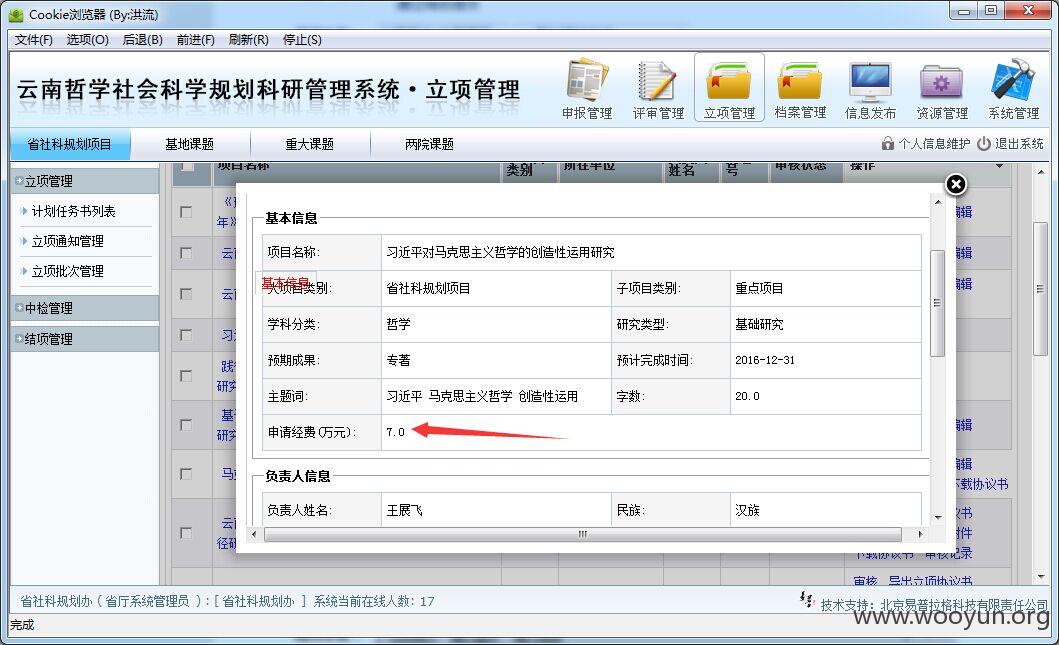 Cookie浏览器 (By:洪流)
文件(F) 选项(O) 后退(B) 前进(F) 刷新(R) 停止(S)
云南哲学社会科学规划科研管理系统·立项管理
申报管理 评审管理 立项管理 档案管理 信息发布 资源管理 系统管理
省社科规划项目 基地课题 重大课题 两院课题 个人信息维护 退出系统
项目名称 类别 所在单位 姓名 号 审核状态 操作
立项管理
计划任务书列表
立项通知管理
立项批次管理
中检管理
结项管理
年》
云南
云南
习
践
研究
基
研究
马
云南
径研
编辑
编辑
编辑
编辑
编辑
下载协议书
协议书
附件
下载协议书 审核记录
审核 导出立项协议书
基本信息
项目名称: 习近平对马克思主义哲学的创造性运用研究
基本信息
大项目类别: 省社科规划项目 子项目类别: 重点项目
学科分类: 哲学 研究类型: 基础研究
预期成果: 专著 预计完成时间: 2016-12-31
主题词: 习近平 马克思主义哲学 创造性运用 字数: 20.0
申请经费(万元): 7.0
负责人信息
负责人姓名: 王展飞 民族: 汉族
省社科规划办 ( 省厅系统管理员 ) : [ 省社科规划办 ] 系统当前在线人数: 17
技术支持: 北京易普拉格科技有限责任公司
www.wooyun.org
完成